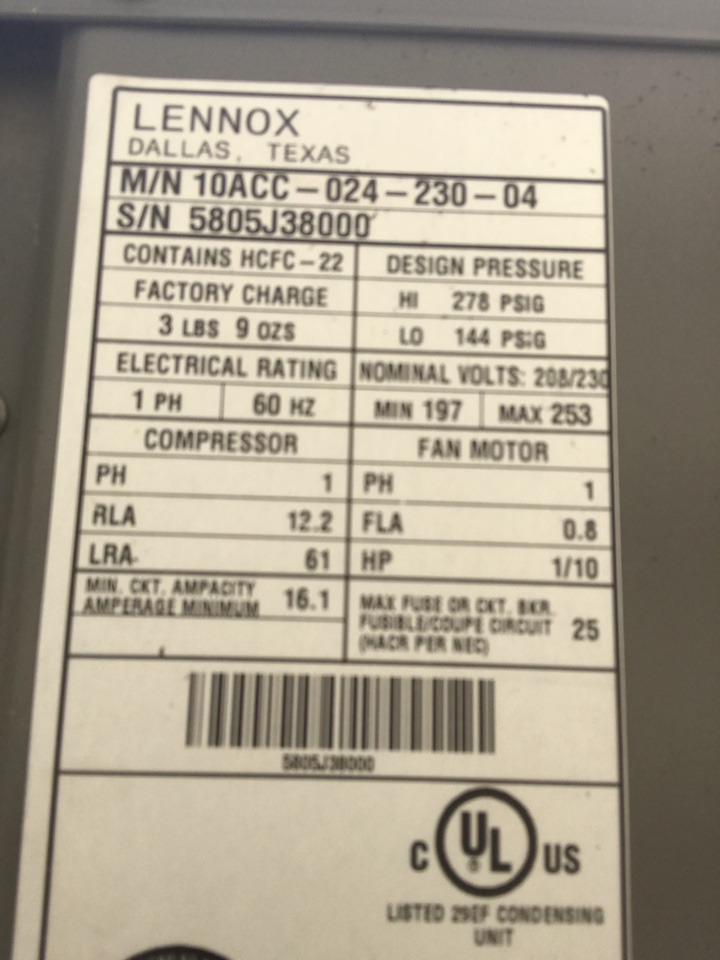 LENNOX
DALLAS, TEXAS
M/N 10ACC-024-230-04
S/N 5805J38000
CONTAINS HCFC-22
FACTORY CHARGE
3 LBS 9 OZS
DESIGN PRESSURE
HI 278 PSIG
LO 144 PSIG
ELECTRICAL RATING
1 PH 60 HZ
NOMINAL VOLTS: 208/230
MIN 197 MAX 253
COMPRESSOR
PH 1
RLA 12.2
LRA 61
FAN MOTOR
PH 1
FLA 0.8
HP 1/10
MIN. CKT. AMPACITY
AMPERAGE MINIMUM 16.1
MAX FUSE OR CKT. BKR.
FUSIBLE/COUPE CIRCUIT 25
(HACR PER NEC)
5805J38000
C UL US
®
LISTED 29EF CONDENSING
UNIT